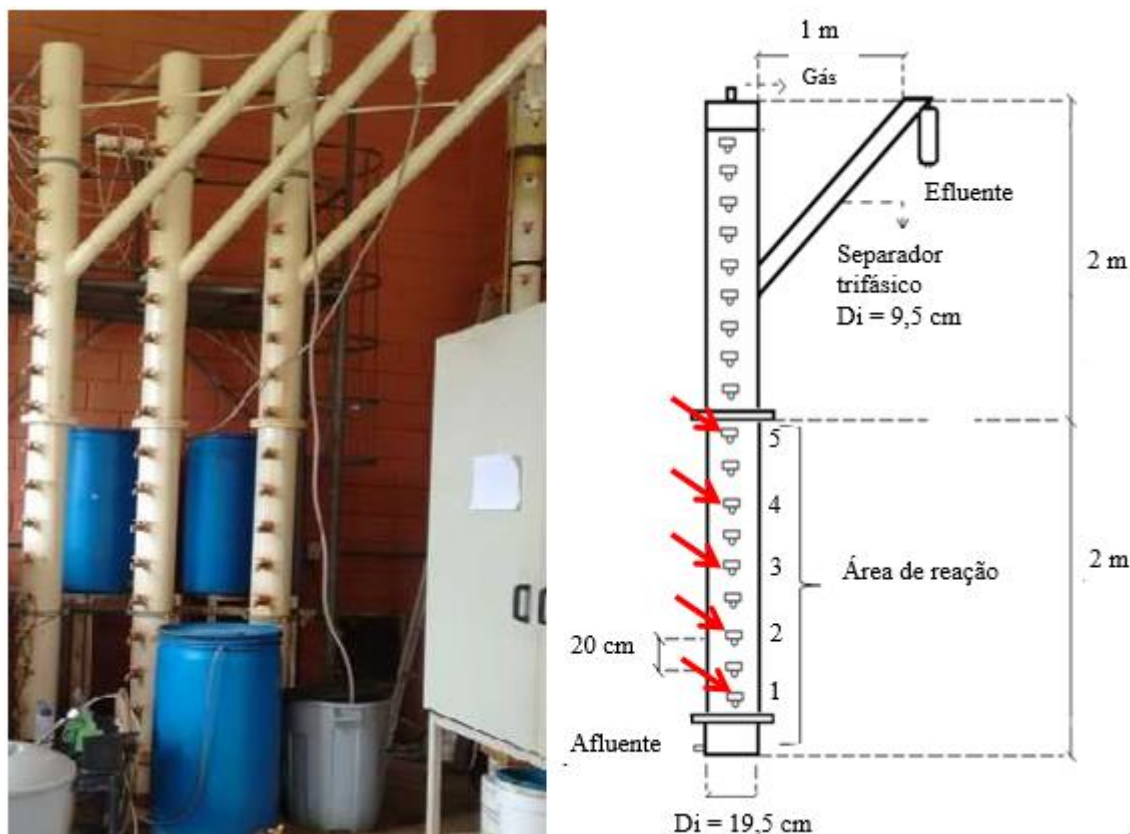 1 m
Gás
Efluente
Separador
trifásico
Di = 9,5 cm
2 m
5
4
3
2
1
Área de reação
2 m
20 cm
Afluente
Di = 19,5 cm